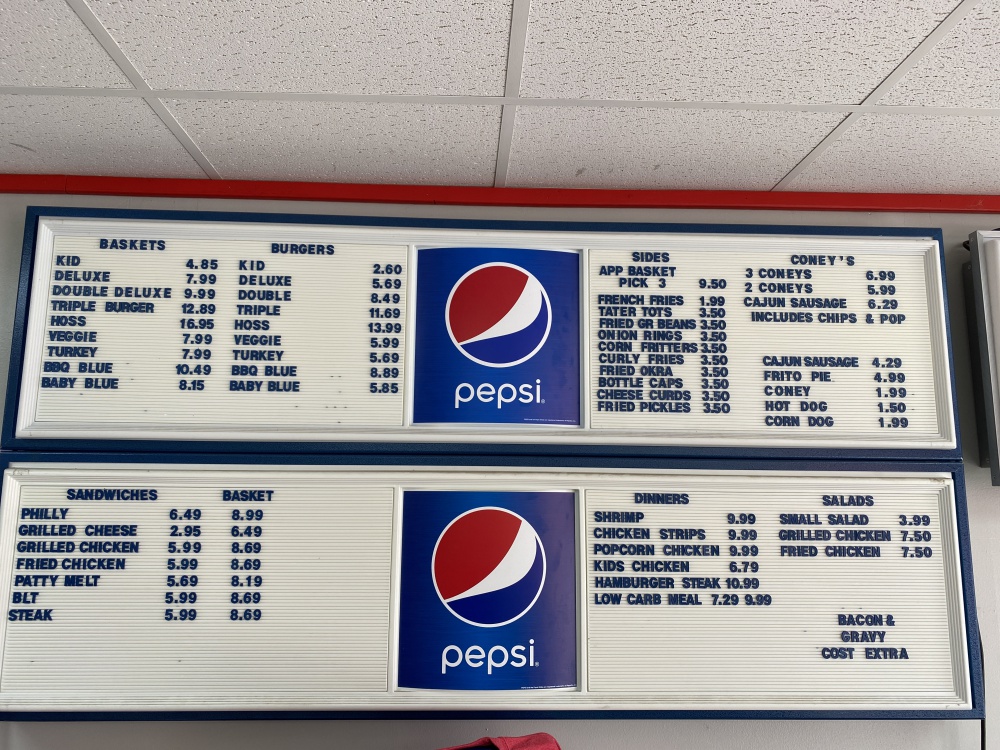 BASKETS
KID 4.85
DELUXE 7.99
DOUBLE DELUXE 9.99
TRIPLE BURGER 12.89
HOSS 16.95
VEGGIE 7.99
TURKEY 7.99
BBQ BLUE 10.49
BABY BLUE 8.15
BURGERS
KID 2.60
DELUXE 5.69
DOUBLE 8.49
TRIPLE 11.69
HOSS 13.99
VEGGIE 5.99
TURKEY 5.69
BBQ BLUE 8.89
BABY BLUE 5.85
pepsi
SIDES
APP BASKET
PICK 3 9.50
FRENCH FRIES 1.99
TATER TOTS 3.50
FRIED GR BEANS 3.50
ONION RINGS 3.50
CORN FRITTERS 3.50
CURLY FRIES 3.50
FRIED OKRA 3.50
BOTTLE CAPS 3.50
CHEESE CURDS 3.50
FRIED PICKLES 3.50
CONEY'S
3 CONEYS 6.99
2 CONEYS 5.99
CAJUN SAUSAGE 6.29
INCLUDES CHIPS & POP
CAJUN SAUSAGE 4.29
FRITO PIE 4.99
CONEY 1.99
HOT DOG 1.50
CORN DOG 1.99
SANDWICHES BASKET
PHILLY 6.49 8.99
GRILLED CHEESE 2.95 6.49
GRILLED CHICKEN 5.99 8.69
FRIED CHICKEN 5.99 8.69
PATTY MELT 5.69 8.19
BLT 5.99 8.69
STEAK 5.99 8.69
pepsi
DINNERS
SHRIMP 9.99
CHICKEN STRIPS 9.99
POPCORN CHICKEN 9.99
KIDS CHICKEN 6.79
HAMBURGER STEAK 10.99
LOW CARB MEAL 7.29 9.99
SALADS
SMALL SALAD 3.99
GRILLED CHICKEN 7.50
FRIED CHICKEN 7.50
BACON &
GRAVY
COST EXTRA